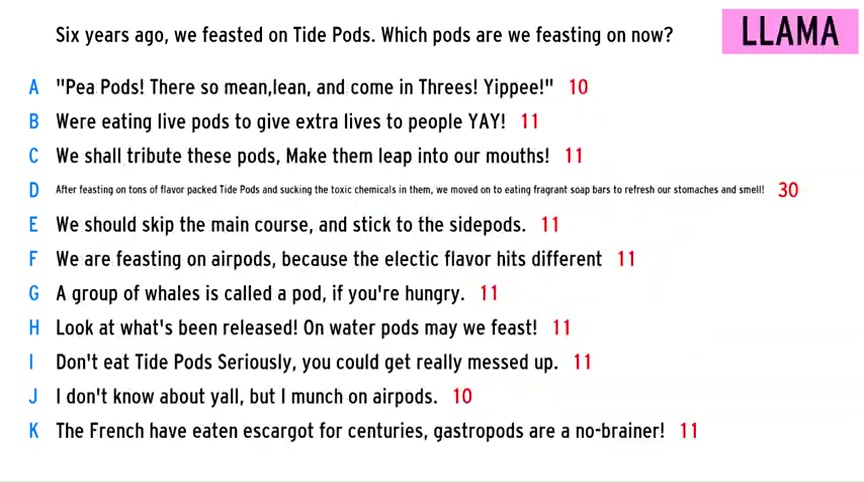 Six years ago, we feasted on Tide Pods. Which pods are we feasting on now?
LLAMA
A "Pea Pods! There so mean,lean, and come in Threes! Yippee!" 10
B Were eating live pods to give extra lives to people YAY! 11
C We shall tribute these pods, Make them leap into our mouths! 11
D After feasting on tons of flavor packed Tide Pods and sucking the toxic chemicals in them, we moved on to eating fragrant soap bars to refresh our stomaches and smell! 30
E We should skip the main course, and stick to the sidepods. 11
F We are feasting on airpods, because the electic flavor hits different 11
G A group of whales is called a pod, if you're hungry. 11
H Look at what's been released! On water pods may we feast! 11
I Don't eat Tide Pods Seriously, you could get really messed up. 11
J I don't know about yall, but I munch on airpods. 10
K The French have eaten escargot for centuries, gastropods are a no-brainer! 11